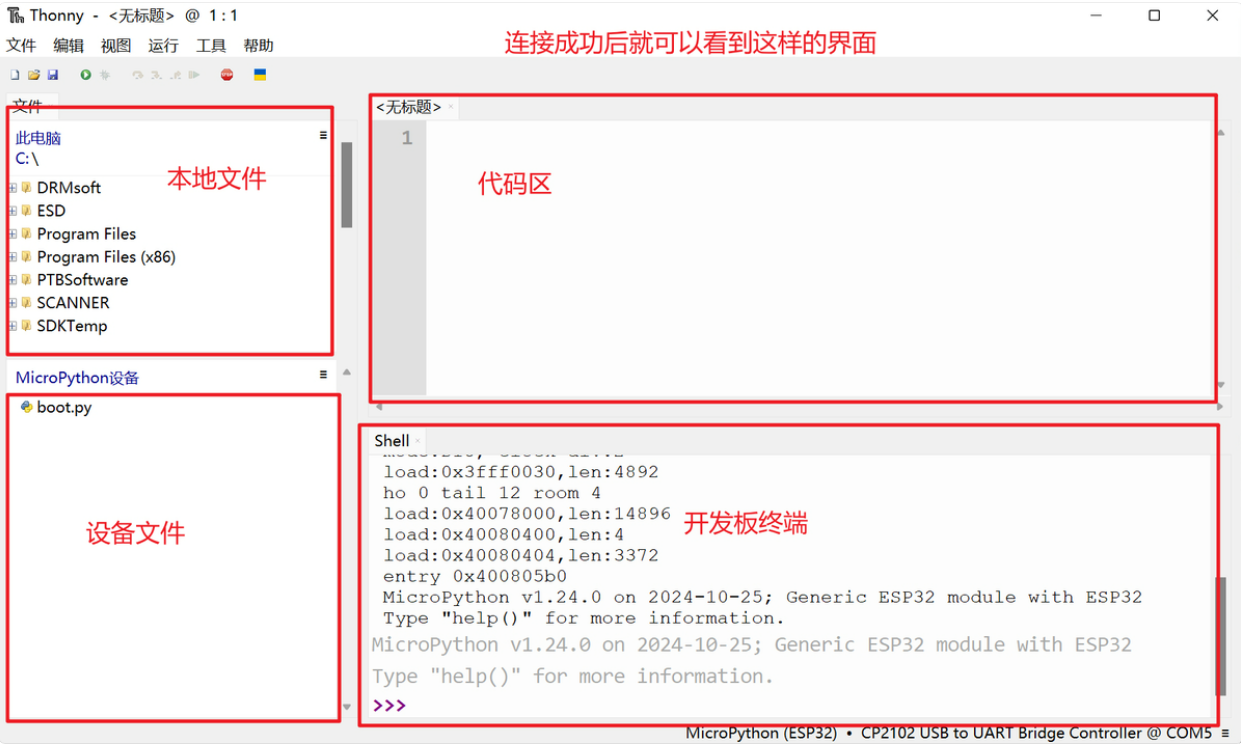 Thonny - <无标题> @ 1 : 1
文件 编辑 视图 运行 工具 帮助
连接成功后就可以看到这样的界面
文件
此电脑
C:\
本地文件
DRMsoft
ESD
Program Files
Program Files (x86)
PTBSoftware
SCANNER
SDKTemp
MicroPython设备
boot.py
设备文件
<无标题>
1
代码区
Shell
load:0x3fff0030,len:4892
ho 0 tail 12 room 4
load:0x40078000,len:14896
load:0x40080400,len:4
load:0x40080404,len:3372
entry 0x400805b0
开发板终端
MicroPython v1.24.0 on 2024-10-25; Generic ESP32 module with ESP32
Type "help()" for more information.
MicroPython v1.24.0 on 2024-10-25; Generic ESP32 module with ESP32
Type "help()" for more information.
>>>
MicroPython (ESP32) • CP2102 USB to UART Bridge Controller @ COM5